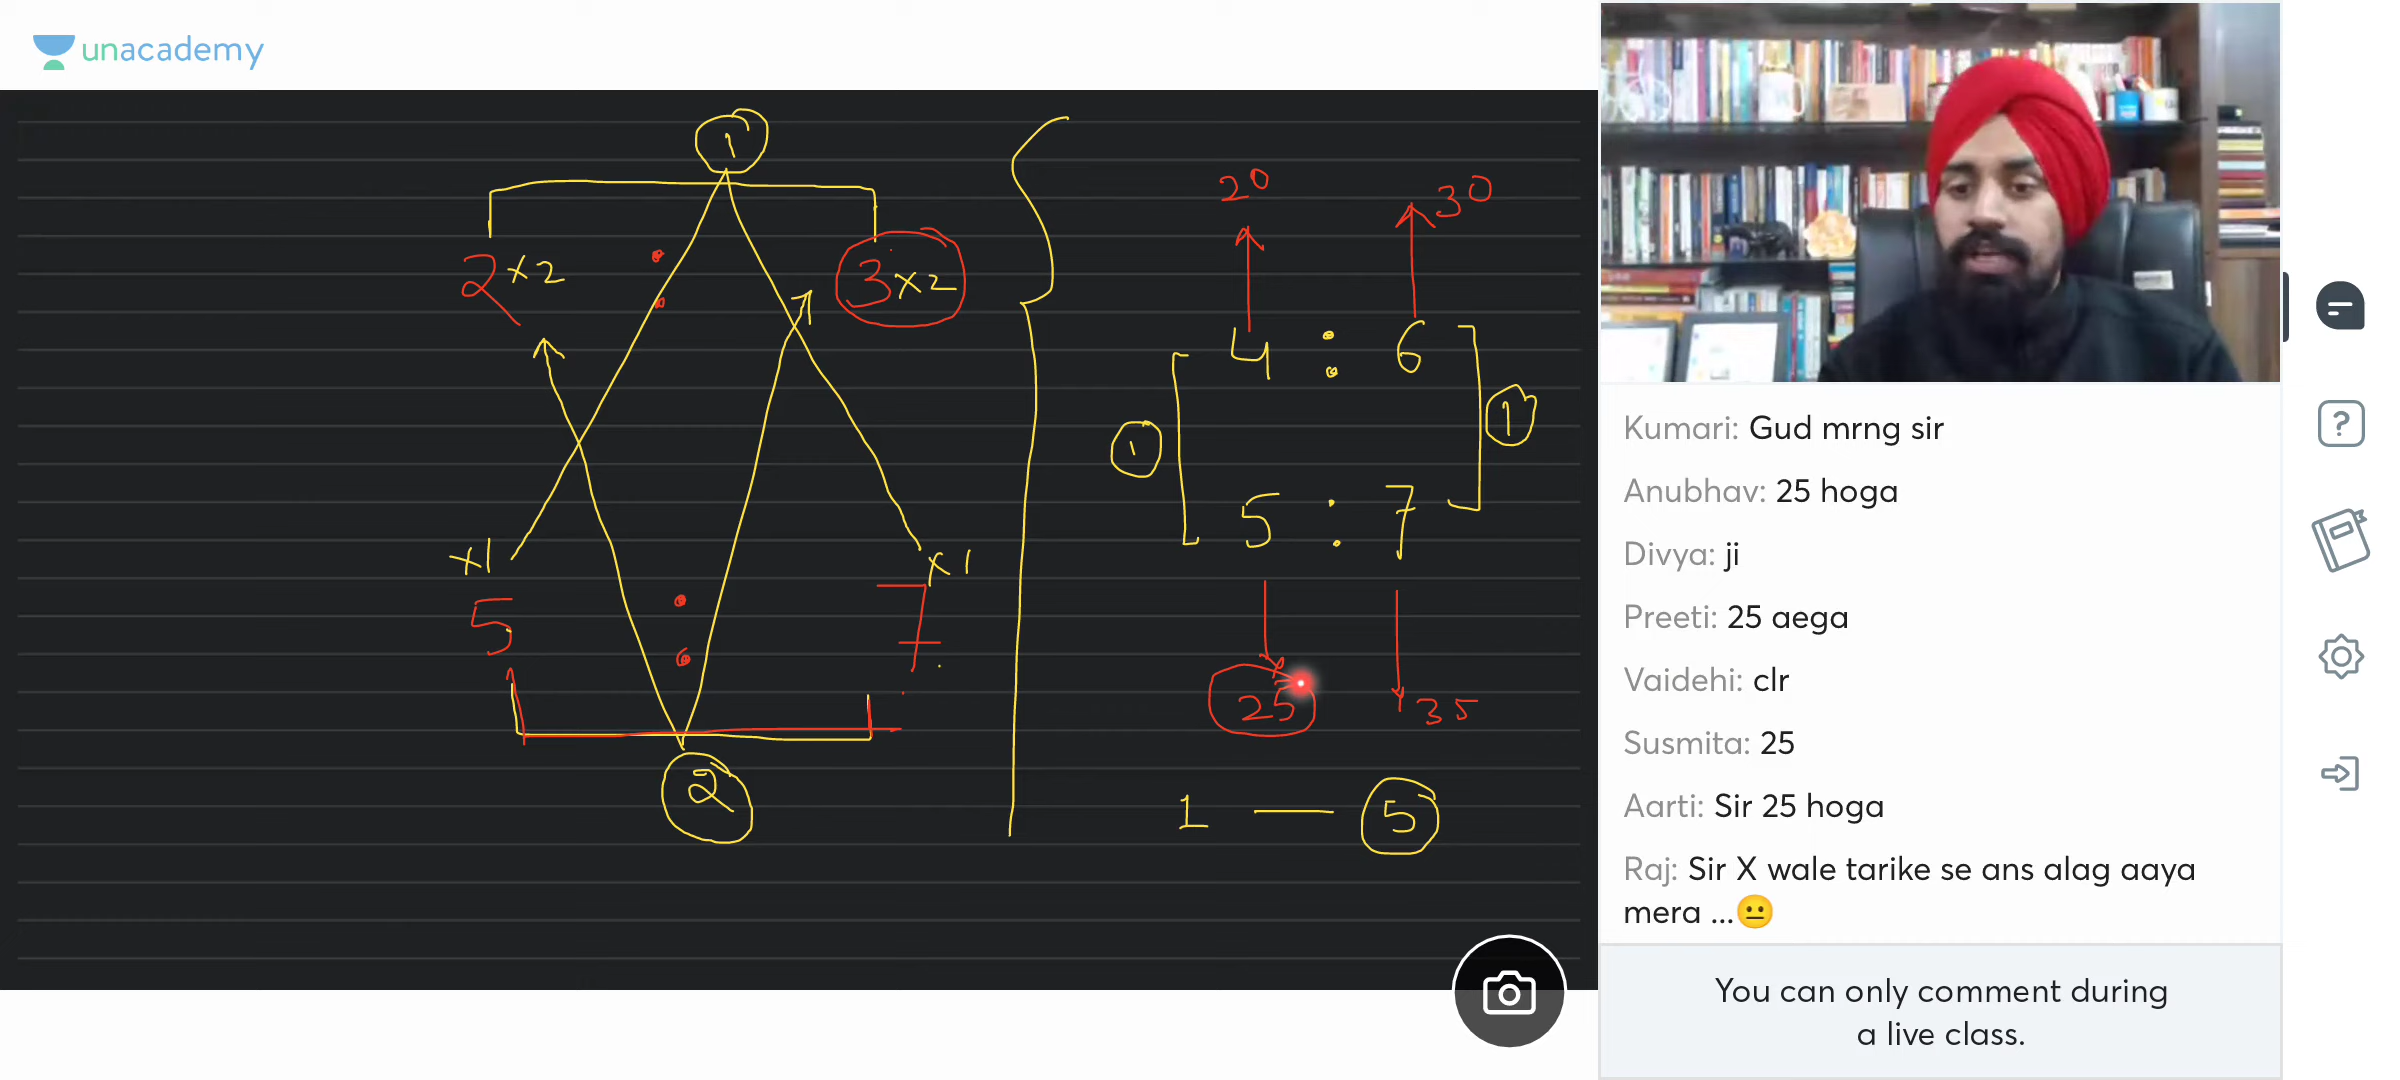 unacademy
1
2 ×2 : 3 ×2
×1 ×1
5 : 7
2
20 30
4 : 6
1 1
5 : 7
25 35
1 — 5
Kumari: Gud mrng sir
Anubhav: 25 hoga
Divya: ji
Preeti: 25 aega
Vaidehi: clr
Susmita: 25
Aarti: Sir 25 hoga
Raj: Sir X wale tarike se ans alag aaya
mera ...😐
You can only comment during
a live class.
?